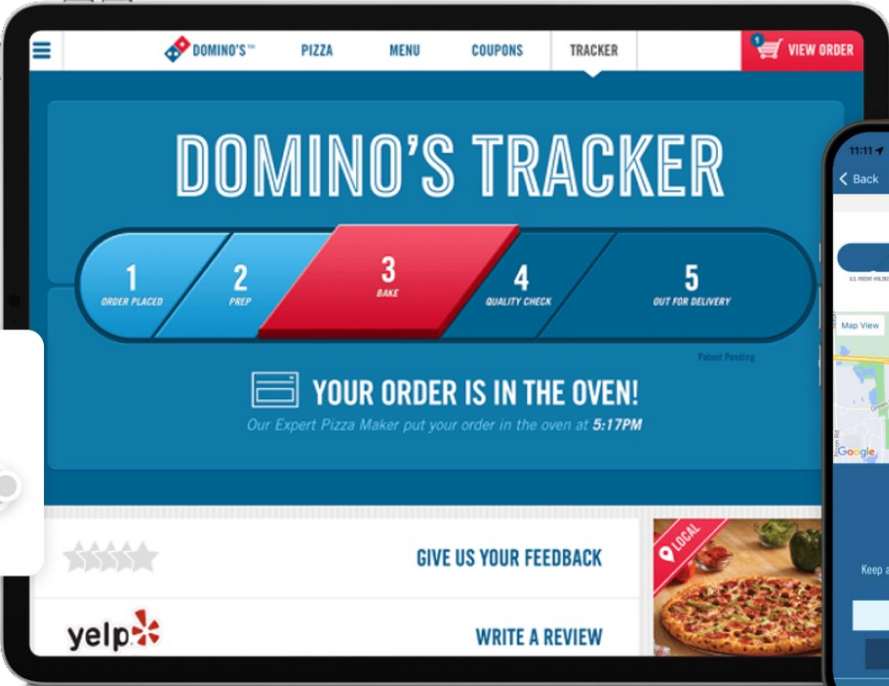 DOMINO'S™
PIZZA
MENU
COUPONS
TRACKER
1
VIEW ORDER
DOMINO'S TRACKER
1
ORDER PLACED
2
PREP
3
BAKE
4
QUALITY CHECK
5
OUT FOR DELIVERY
Patent Pending
YOUR ORDER IS IN THE OVEN!
Our Expert Pizza Maker put your order in the oven at 5:17PM
GIVE US YOUR FEEDBACK
yelp
WRITE A REVIEW
LOCAL
11:11
Back
Map View
Google
Keep